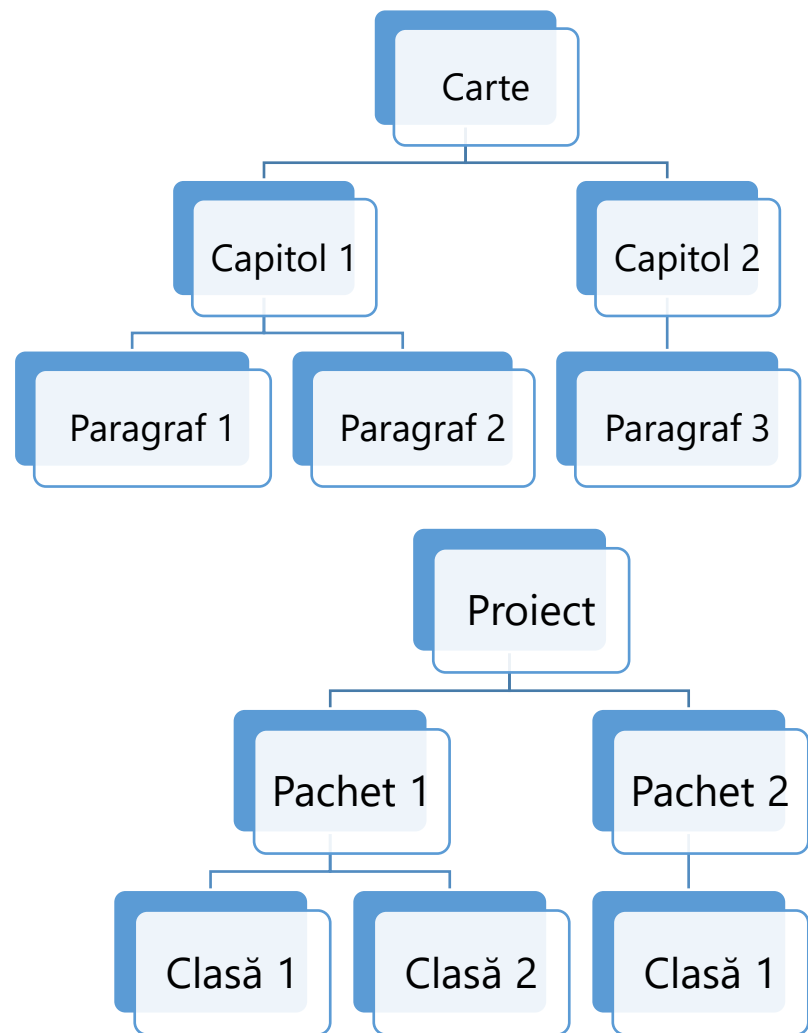 Carte
Capitol 1
Capitol 2
Paragraf 1
Paragraf 2
Paragraf 3
Proiect
Pachet 1
Pachet 2
Clasă 1
Clasă 2
Clasă 1